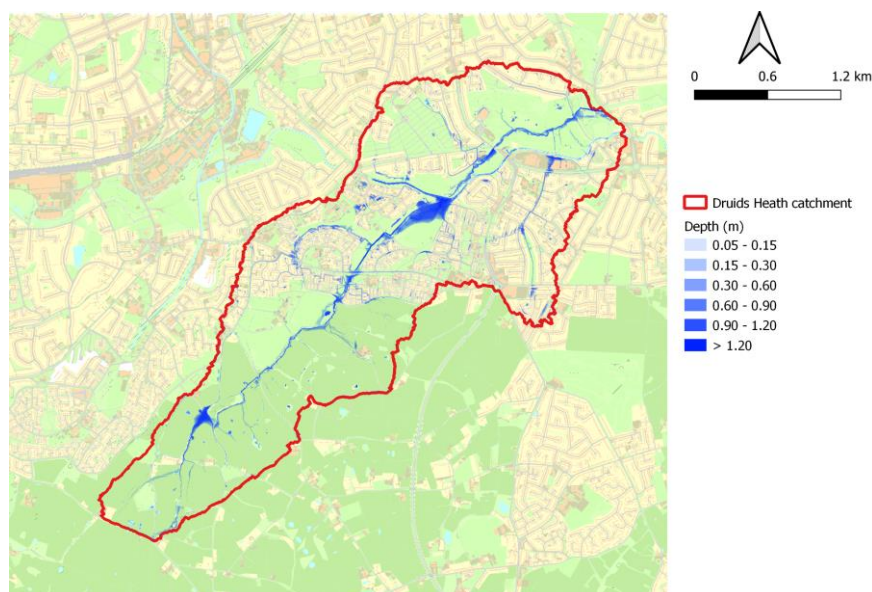 0 0.6 1.2 km
Druids Heath catchment
Depth (m)
0.05 - 0.15
0.15 - 0.30
0.30 - 0.60
0.60 - 0.90
0.90 - 1.20
> 1.20